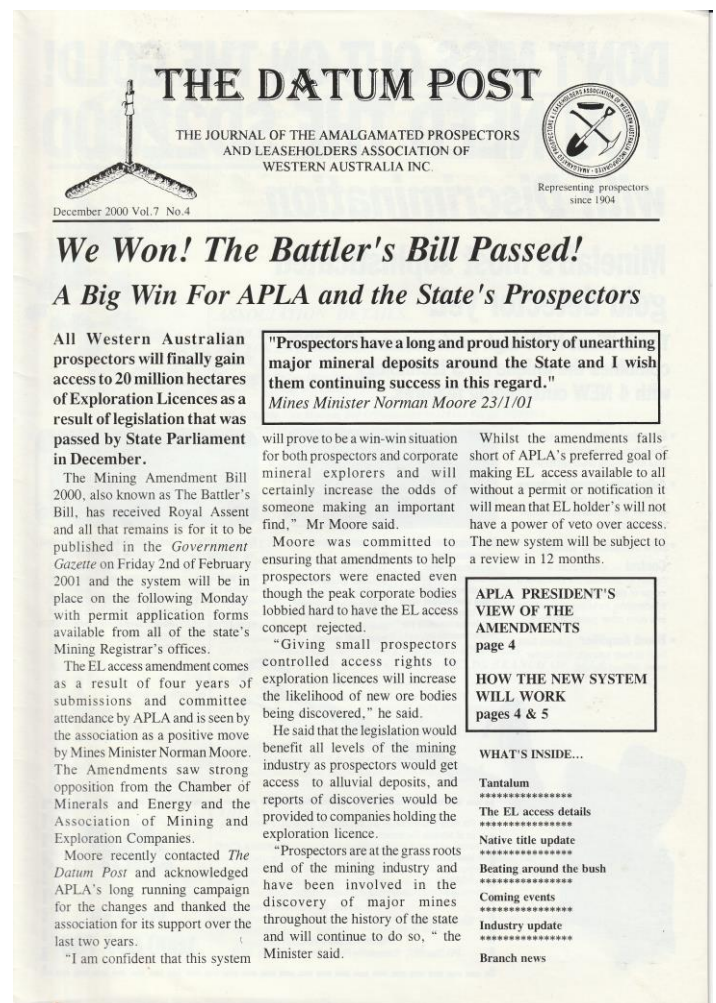 THE DATUM POST
THE JOURNAL OF THE AMALGAMATED PROSPECTORS
AND LEASEHOLDERS ASSOCIATION OF
WESTERN AUSTRALIA INC.
AMALGAMATED PROSPECTORS & LEASEHOLDERS ASSOCIATION OF WESTERN AUSTRALIA INCORPORATED
Representing prospectors
since 1904
December 2000 Vol.7 No.4
We Won! The Battler's Bill Passed!
A Big Win For APLA and the State's Prospectors
All Western Australian
prospectors will finally gain
access to 20 million hectares
of Exploration Licences as a
result of legislation that was
passed by State Parliament
in December.
The Mining Amendment Bill
2000, also known as The Battler's
Bill, has received Royal Assent
and all that remains is for it to be
published in the Government
Gazette on Friday 2nd of February
2001 and the system will be in
place on the following Monday
with permit application forms
available from all of the state's
Mining Registrar's offices.
The EL access amendment comes
as a result of four years of
submissions and committee
attendance by APLA and is seen by
the association as a positive move
by Mines Minister Norman Moore.
The Amendments saw strong
opposition from the Chamber of
Minerals and Energy and the
Association of Mining and
Exploration Companies.
Moore recently contacted The
Datum Post and acknowledged
APLA's long running campaign
for the changes and thanked the
association for its support over the
last two years.
"I am confident that this system
"Prospectors have a long and proud history of unearthing
major mineral deposits around the State and I wish
them continuing success in this regard."
Mines Minister Norman Moore 23/1/01
will prove to be a win-win situation
for both prospectors and corporate
mineral explorers and will
certainly increase the odds of
someone making an important
find," Mr Moore said.
Moore was committed to
ensuring that amendments to help
prospectors were enacted even
though the peak corporate bodies
lobbied hard to have the EL access
concept rejected.
"Giving small prospectors
controlled access rights to
exploration licences will increase
the likelihood of new ore bodies
being discovered," he said.
He said that the legislation would
benefit all levels of the mining
industry as prospectors would get
access to alluvial deposits, and
reports of discoveries would be
provided to companies holding the
exploration licence.
"Prospectors are at the grass roots
end of the mining industry and
have been involved in the
discovery of major mines
throughout the history of the state
and will continue to do so, " the
Minister said.
Whilst the amendments falls
short of APLA's preferred goal of
making EL access available to all
without a permit or notification it
will mean that EL holder's will not
have a power of veto over access.
The new system will be subject to
a review in 12 months.
APLA PRESIDENT'S
VIEW OF THE
AMENDMENTS
page 4
HOW THE NEW SYSTEM
WILL WORK
pages 4 & 5
WHAT'S INSIDE...
Tantalum
****************
The EL access details
****************
Native title update
****************
Beating around the bush
****************
Coming events
****************
Industry update
****************
Branch news